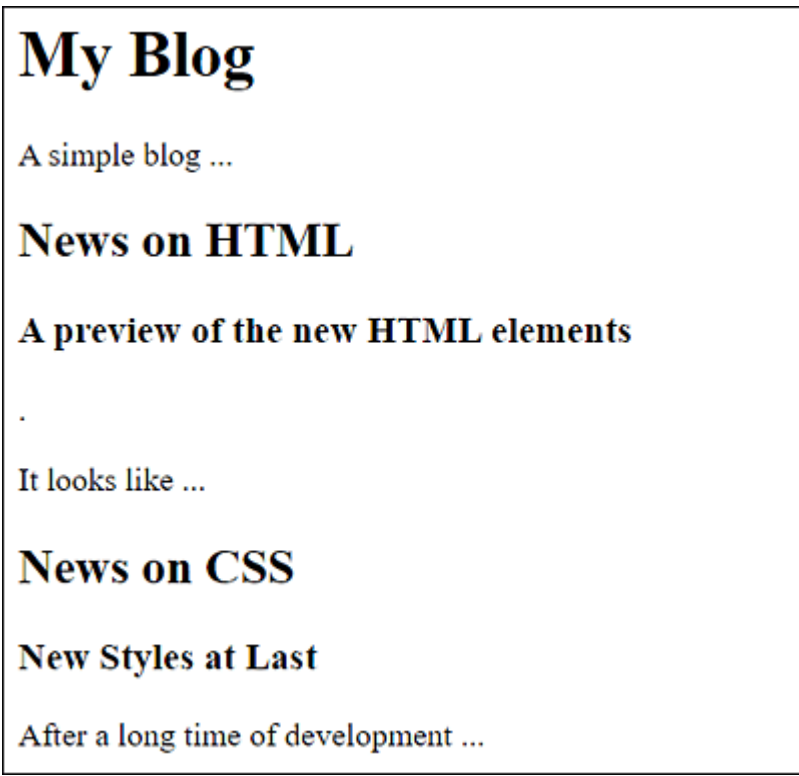 My Blog
A simple blog ...
News on HTML
A preview of the new HTML elements
.
It looks like ...
News on CSS
New Styles at Last
After a long time of development ...